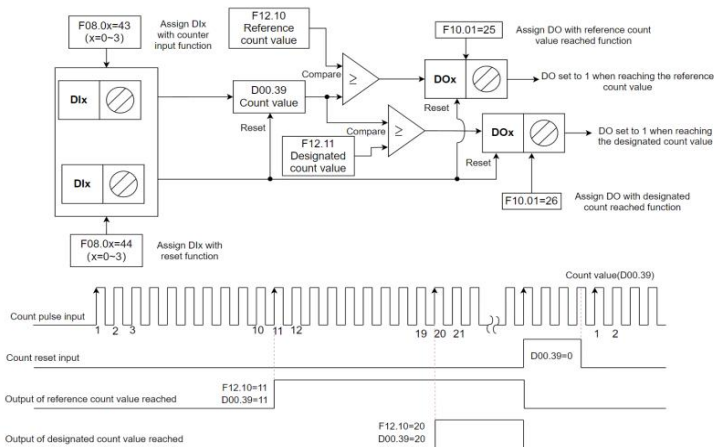 F08.0x=43
(x=0~3)
Assign DIx
with counter
input function
F12.10
Reference
count value
F10.01=25
Assign DO with reference count
value reached function
Compare
≥
DIx
D00.39
Count value
DOx
DO set to 1 when reaching the reference
count value
Reset
Reset
Compare
≥
F12.11
Designated
count value
DOx
DO set to 1 when reaching
the designated count value
Reset
DIx
F10.01=26
Assign DO with designated
count reached function
F08.0x=44
(x=0~3)
Assign DIx with
reset function
Count value(D00.39)
Count pulse input
1 2 3 10 11 12 19 20 21 1 2
Count reset input
D00.39=0
F12.10=11
D00.39=11
Output of reference count value reached
F12.10=20
D00.39=20
Output of designated count value reached